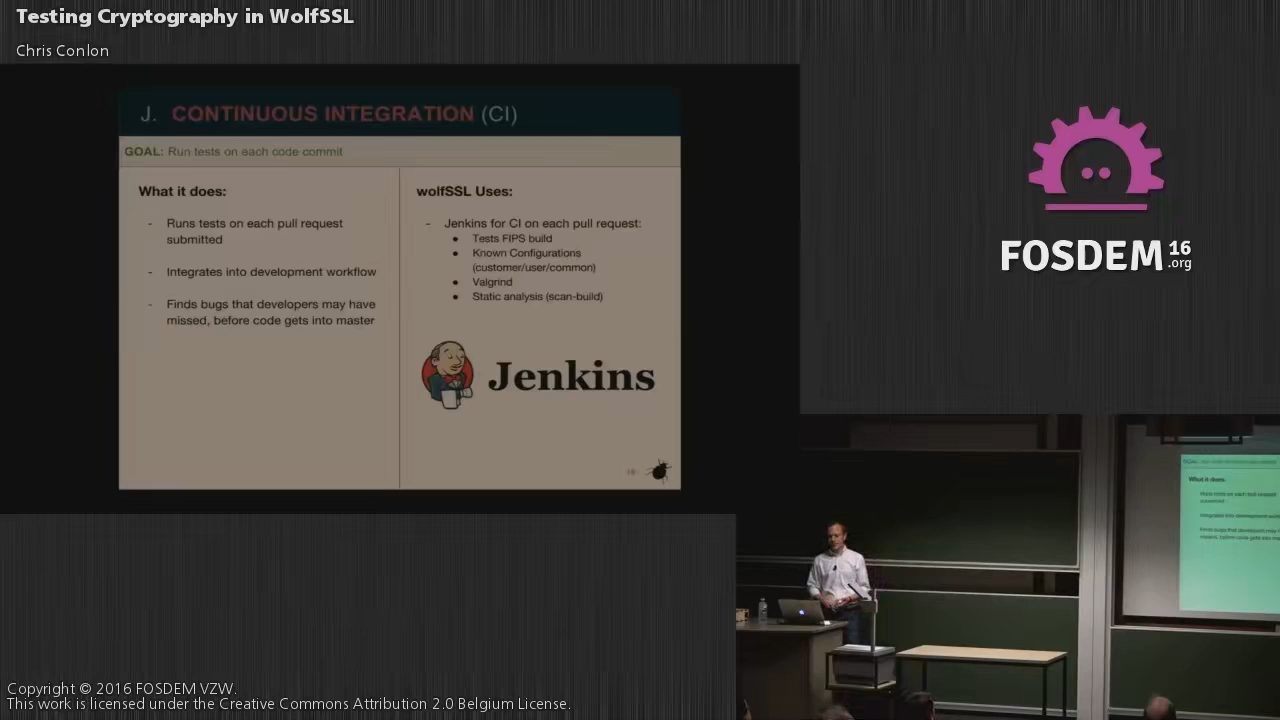 Testing Cryptography in WolfSSL
Chris Conlon
J. CONTINUOUS INTEGRATION (CI)
GOAL: Run tests on each code commit
What it does:
- Runs tests on each pull request
submitted
- Integrates into development workflow
- Finds bugs that developers may have
missed, before code gets into master
wolfSSL Uses:
- Jenkins for CI on each pull request:
● Tests FIPS build
● Known Configurations
(customer/user/common)
● Valgrind
● Static analysis (scan-build)
Jenkins
FOSDEM 16
.org
What it does:
Copyright © 2016 FOSDEM VZW.
This work is licensed under the Creative Commons Attribution 2.0 Belgium License.